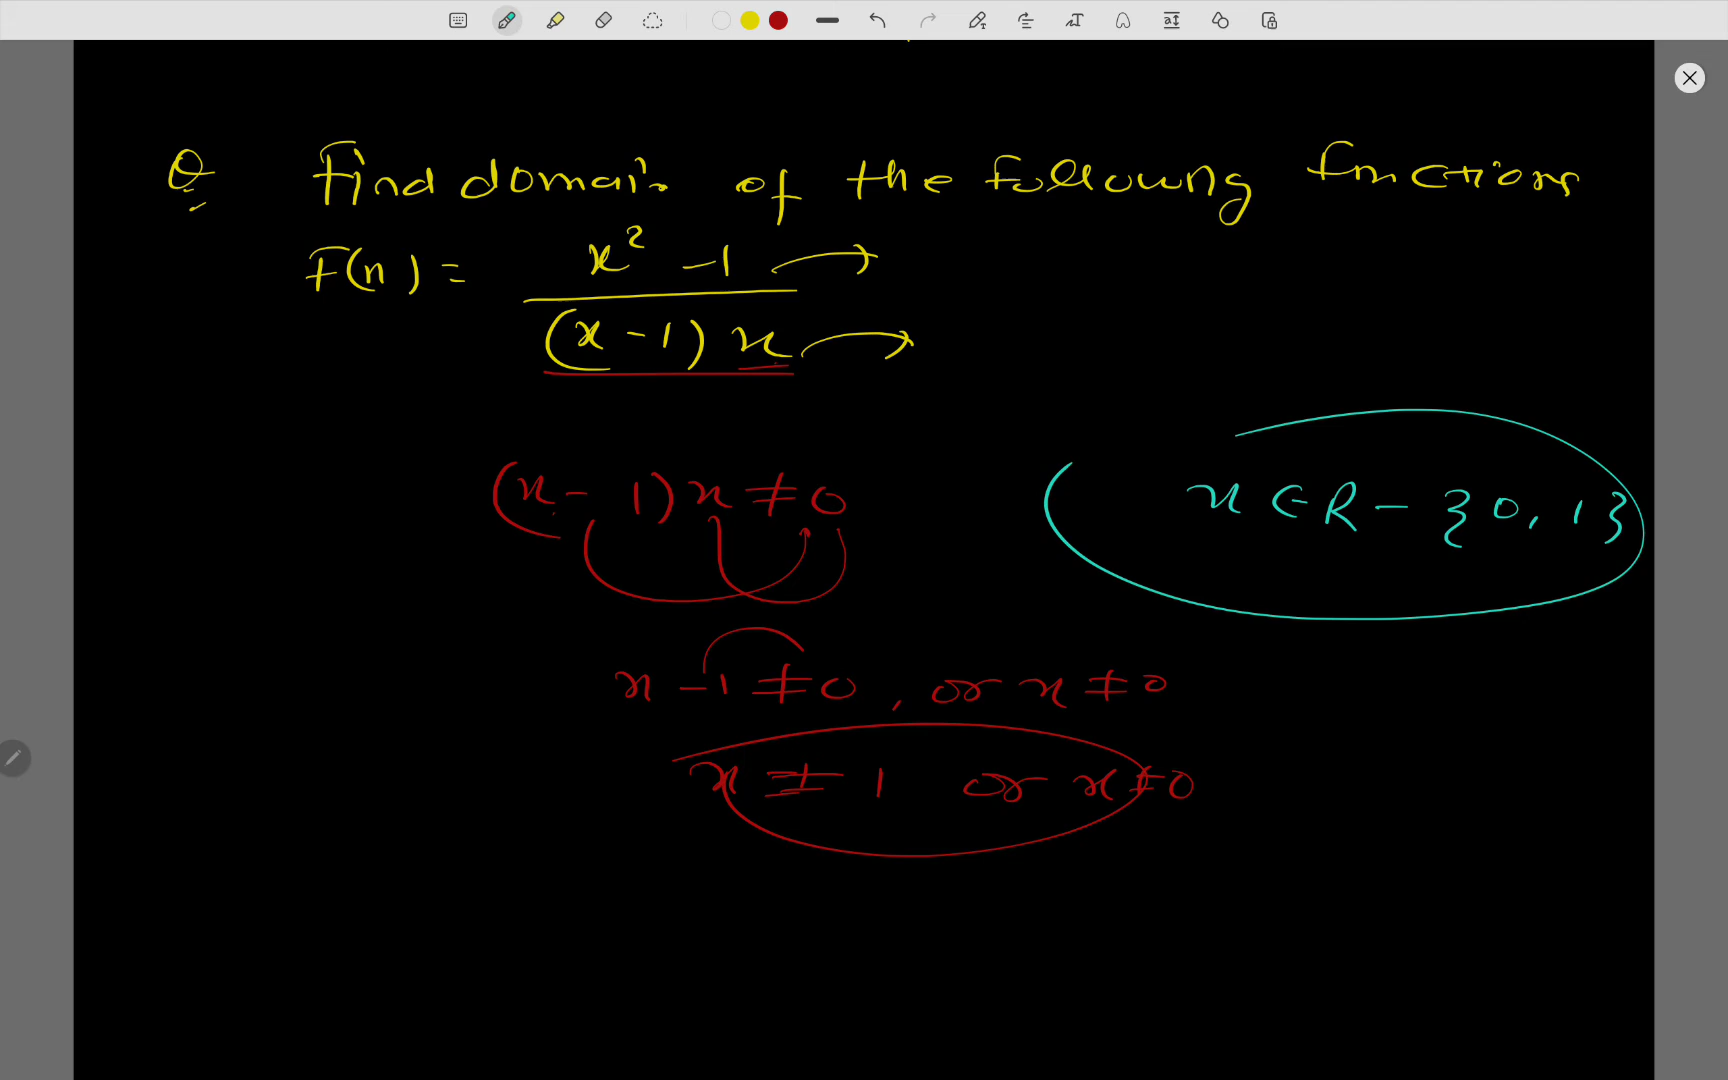 Q Find domain of the following functions
F(n) = x² - 1
(x - 1) x
(x - 1) x ≠ 0
x ∈ R - {0, 1}
x - 1 ≠ 0, or x ≠ 0
x ≠ 1 or x ≠ 0